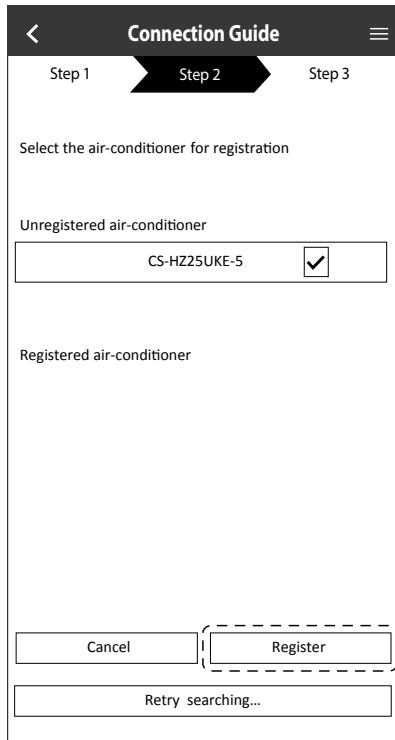 Connection Guide
Step 1 Step 2 Step 3
Select the air-conditioner for registration
Unregistered air-conditioner
CS-HZ25UKE-5
Registered air-conditioner
Cancel Register
Retry searching...